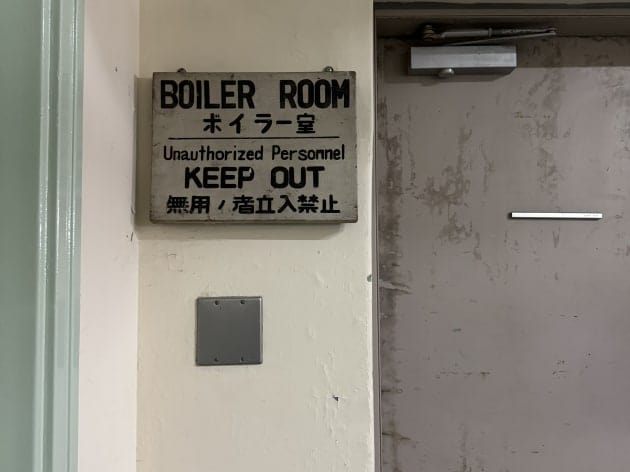 BOILER ROOM
ボイラー室
Unauthorized Personnel
KEEP OUT
無用ノ者立入禁止